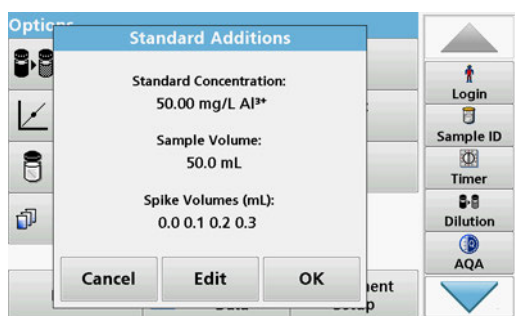 Options
Standard Additions
Standard Concentration:
50.00 mg/L Al³⁺
Sample Volume:
50.0 mL
Spike Volumes (mL):
0.0 0.1 0.2 0.3
Cancel
Edit
OK
Login
Sample ID
Timer
Dilution
AQA